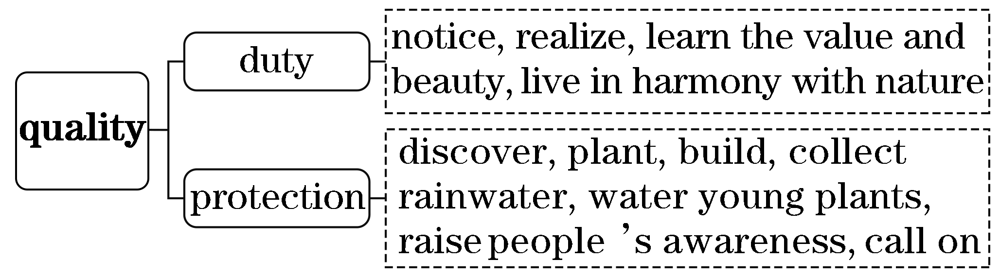 quality
duty
notice, realize, learn the value and
beauty, live in harmony with nature
protection
discover, plant, build, collect
rainwater, water young plants,
raise people ’s awareness, call on